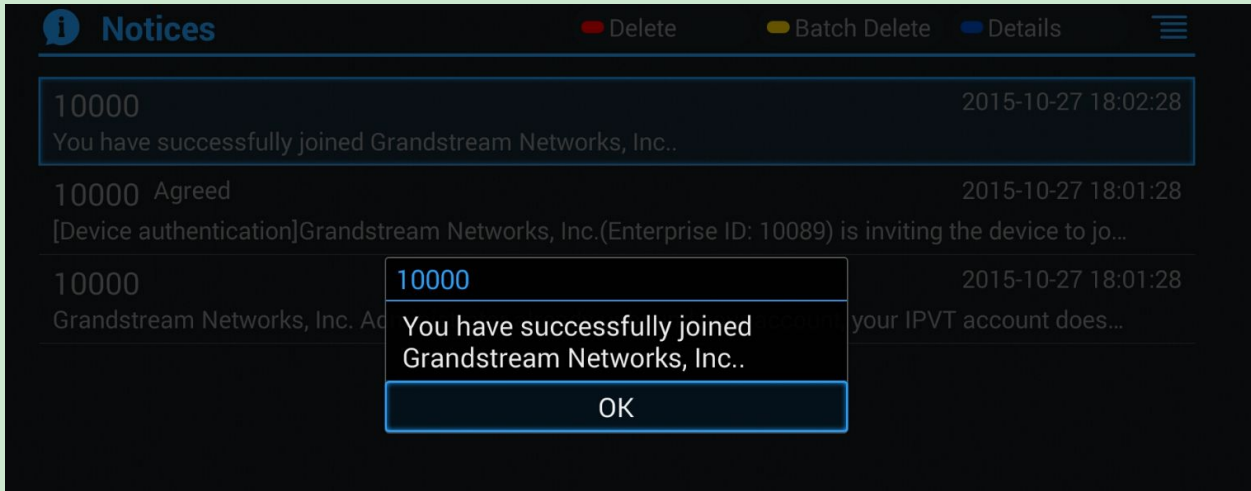 Notices
Delete
Batch Delete
Details
10000
2015-10-27 18:02:28
You have successfully joined Grandstream Networks, Inc..
10000 Agreed
2015-10-27 18:01:28
[Device authentication]Grandstream Networks, Inc.(Enterprise ID: 10089) is inviting the device to jo...
10000
2015-10-27 18:01:28
Grandstream Networks, Inc. Ad account, your IPVT account does...
10000
You have successfully joined
Grandstream Networks, Inc..
OK